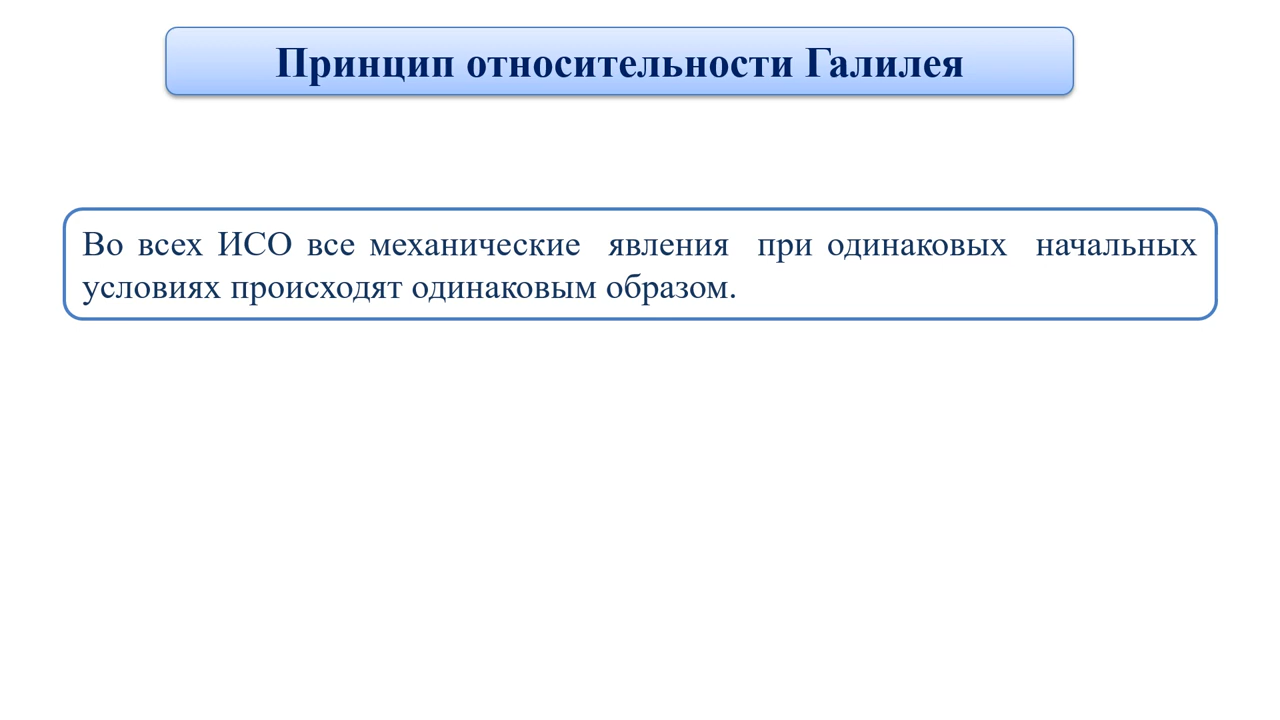 Принцип относительности Галилея
Во всех ИСО все механические явления при одинаковых начальных
условиях происходят одинаковым образом.